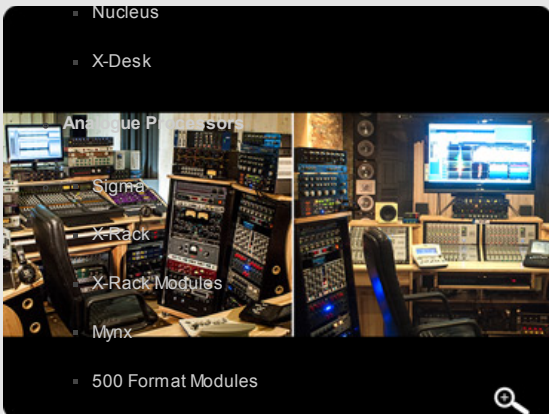 Nucleus
X-Desk
Analogue Processors
Sigma
X-Rack
X-Rack Modules
Mynx
500 Format Modules